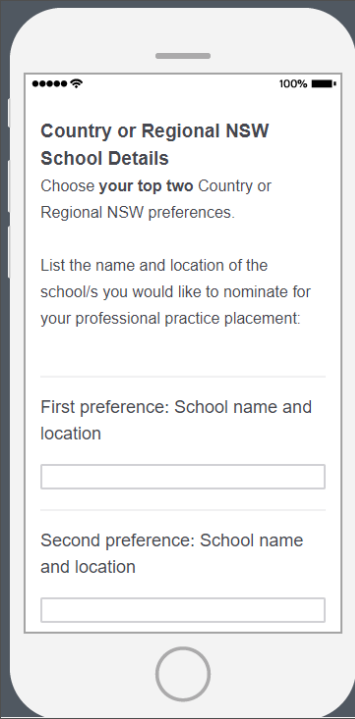 100%
Country or Regional NSW
School Details
Choose your top two Country or
Regional NSW preferences.
List the name and location of the
school/s you would like to nominate for
your professional practice placement:
First preference: School name and
location
Second preference: School name
and location